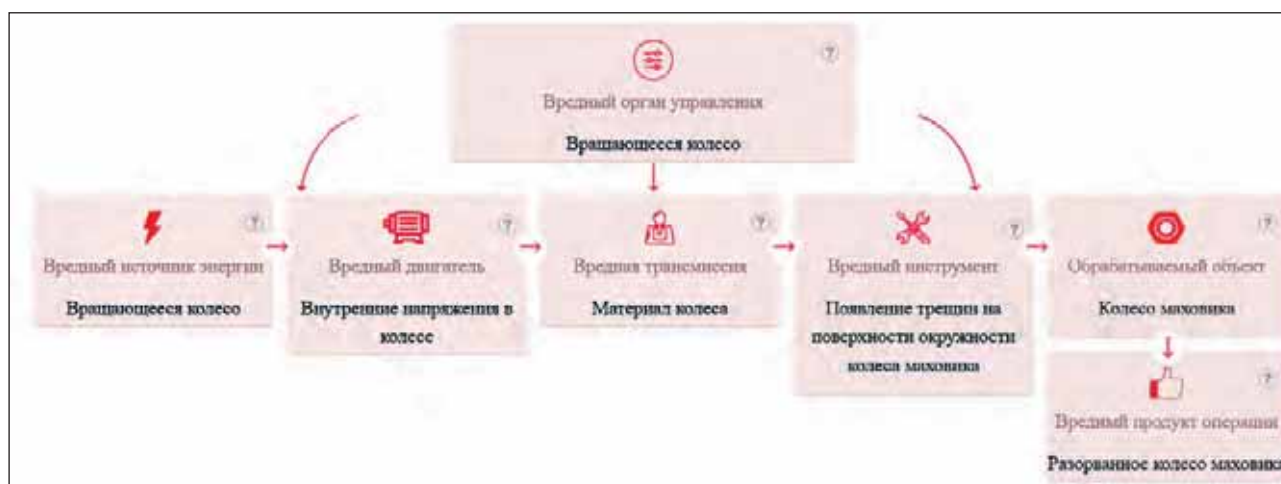 ?
Вредный орган управления
Вращающееся колесо
?
Вредный источник энергии
Вращающееся колесо
?
Вредный двигатель
Внутренние напряжения в
колесе
?
Вредная трансмиссия
Материал колеса
?
Вредный инструмент
Появление трещин на
поверхности окружности
колеса маховика
?
Обрабатываемый объект
Колесо маховика
?
Вредный продукт операции
Разорванное колесо маховика